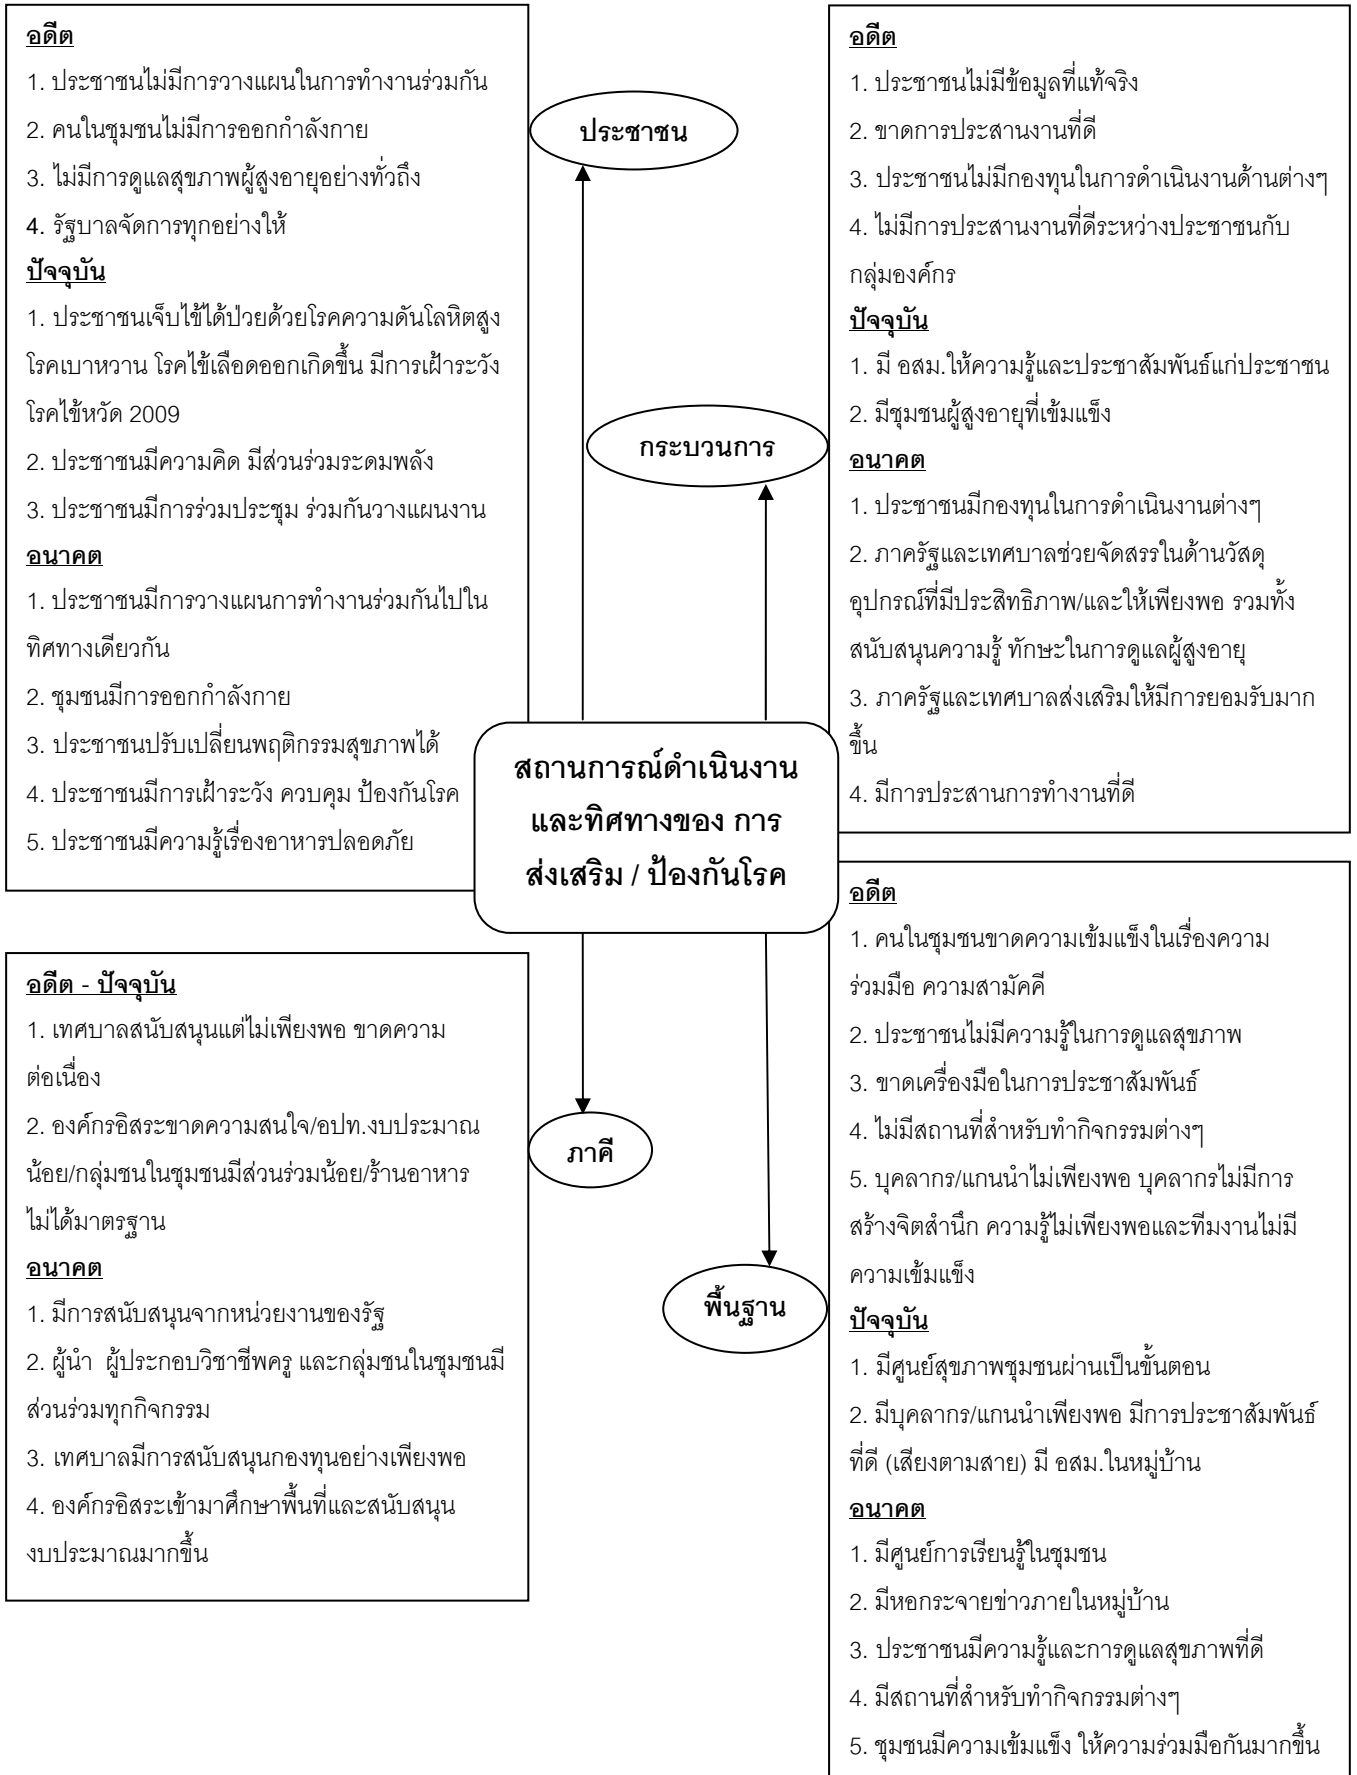 อดีต
1. ประชาชนไม่มีการวางแผนในการทำงานร่วมกัน
2. คนในชุมชนไม่มีการออกกำลังกาย
3. ไม่มีการดูแลสุขภาพผู้สูงอายุอย่างทั่วถึง
4. รัฐบาลจัดการทุกอย่างให้
ปัจจุบัน
1. ประชาชนเจ็บไข้ได้ป่วยด้วยโรคความดันโลหิตสูง
โรคเบาหวาน โรคไข้เลือดออกเกิดขึ้น มีการเฝ้าระวัง
โรคไข้หวัด 2009
2. ประชาชนมีความคิด มีส่วนร่วมระดมพลัง
3. ประชาชนมีการร่วมประชุม ร่วมกันวางแผนงาน
อนาคต
1. ประชาชนมีการวางแผนการทำงานร่วมกันไปใน
ทิศทางเดียวกัน
2. ชุมชนมีการออกกำลังกาย
3. ประชาชนปรับเปลี่ยนพฤติกรรมสุขภาพได้
4. ประชาชนมีการเฝ้าระวัง ควบคุม ป้องกันโรค
5. ประชาชนมีความรู้เรื่องอาหารปลอดภัย
ประชาชน
กระบวนการ
อดีต
1. ประชาชนไม่มีข้อมูลที่แท้จริง
2. ขาดการประสานงานที่ดี
3. ประชาชนไม่มีกองทุนในการดำเนินงานด้านต่างๆ
4. ไม่มีการประสานงานที่ดีระหว่างประชาชนกับ
กลุ่มองค์กร
ปัจจุบัน
1. มี อสม.ให้ความรู้และประชาสัมพันธ์แก่ประชาชน
2. มีชุมชนผู้สูงอายุที่เข้มแข็ง
อนาคต
1. ประชาชนมีกองทุนในการดำเนินงานต่างๆ
2. ภาครัฐและเทศบาลช่วยจัดสรรในด้านวัสดุ
อุปกรณ์ที่มีประสิทธิภาพ/และให้เพียงพอ รวมทั้ง
สนับสนุนความรู้ ทักษะในการดูแลผู้สูงอายุ
3. ภาครัฐและเทศบาลส่งเสริมให้มีการยอมรับมาก
ขึ้น
4. มีการประสานการทำงานที่ดี
สถานการณ์ดำเนินงาน
และทิศทางของ การ
ส่งเสริม / ป้องกันโรค
อดีต - ปัจจุบัน
1. เทศบาลสนับสนุนแต่ไม่เพียงพอ ขาดความ
ต่อเนื่อง
2. องค์กรอิสระขาดความสนใจ/อปท.งบประมาณ
น้อย/กลุ่มชนในชุมชนมีส่วนร่วมน้อย/ร้านอาหาร
ไม่ได้มาตรฐาน
อนาคต
1. มีการสนับสนุนจากหน่วยงานของรัฐ
2. ผู้นำ ผู้ประกอบวิชาชีพครู และกลุ่มชนในชุมชนมี
ส่วนร่วมทุกกิจกรรม
3. เทศบาลมีการสนับสนุนกองทุนอย่างเพียงพอ
4. องค์กรอิสระเข้ามาศึกษาพื้นที่และสนับสนุน
งบประมาณมากขึ้น
ภาคี
พื้นฐาน
อดีต
1. คนในชุมชนขาดความเข้มแข็งในเรื่องความ
ร่วมมือ ความสามัคคี
2. ประชาชนไม่มีความรู้ในการดูแลสุขภาพ
3. ขาดเครื่องมือในการประชาสัมพันธ์
4. ไม่มีสถานที่สำหรับทำกิจกรรมต่างๆ
5. บุคลากร/แกนนำไม่เพียงพอ บุคลากรไม่มีการ
สร้างจิตสำนึก ความรู้ไม่เพียงพอและทีมงานไม่มี
ความเข้มแข็ง
ปัจจุบัน
1. มีศูนย์สุขภาพชุมชนผ่านเป็นขั้นตอน
2. มีบุคลากร/แกนนำเพียงพอ มีการประชาสัมพันธ์
ที่ดี (เสียงตามสาย) มี อสม.ในหมู่บ้าน
อนาคต
1. มีศูนย์การเรียนรู้ในชุมชน
2. มีหอกระจายข่าวภายในหมู่บ้าน
3. ประชาชนมีความรู้และการดูแลสุขภาพที่ดี
4. มีสถานที่สำหรับทำกิจกรรมต่างๆ
5. ชุมชนมีความเข้มแข็ง ให้ความร่วมมือกันมากขึ้น